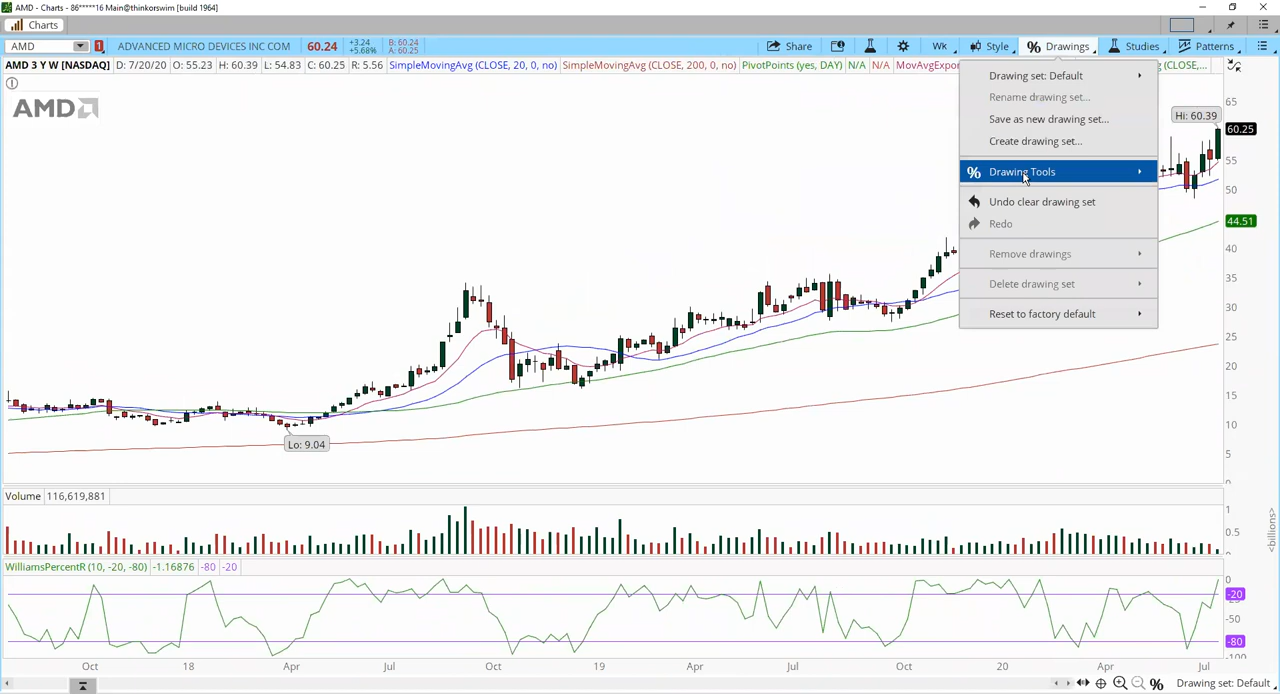 AMD - Charts - 86*****16 Main@thinkorswim [build 1964]
Charts
AMD 1 ADVANCED MICRO DEVICES INC COM 60.24 +3.24 +5.68% B: 60.24 A: 60.25 Share Wk Style Drawings Studies Patterns
AMD 3 Y W [NASDAQ] D: 7/20/20 O: 55.23 H: 60.39 L: 54.83 C: 60.25 R: 5.56 SimpleMovingAvg (CLOSE, 20, 0, no) SimpleMovingAvg (CLOSE, 200, 0, no) PivotPoints (yes, DAY) N/A N/A MovAvgExpon (CLOSE,...
AMD
Drawing set: Default
Rename drawing set...
Save as new drawing set...
Create drawing set...
Drawing Tools
Undo clear drawing set
Redo
Remove drawings
Delete drawing set
Reset to factory default
Hi: 60.39
65
60.25
55
50
44.51
40
35
30
25
20
15
10
5
0
Lo: 9.04
Volume 116,619,881
1
0.5
0
<billions>
WilliamsPercentR (10, -20, -80) -1.16876 -80 -20
0
-20
-50
-80
-100
Oct 18 Apr Jul Oct 19 Apr Jul Oct 20 Apr Jul
Drawing set: Default